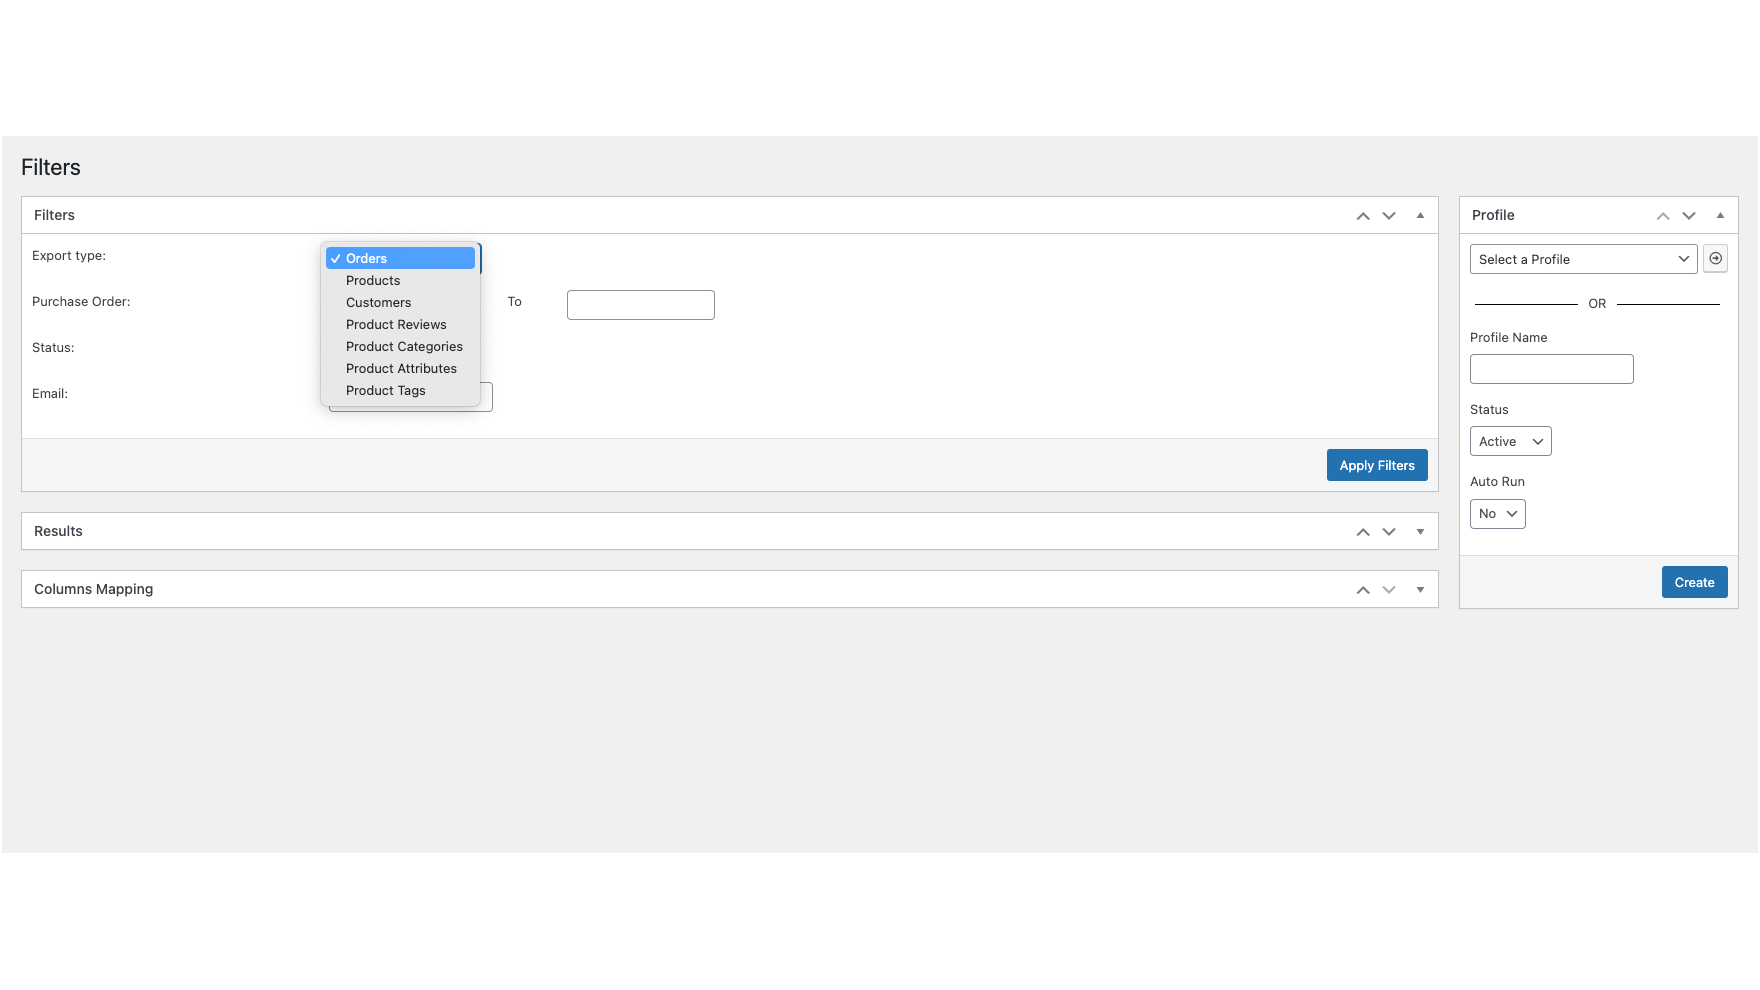 Filters
Filters
Export type:
Orders
Products
Customers
Product Reviews
Product Categories
Product Attributes
Product Tags
Purchase Order:
To
Status:
Email:
Apply Filters
Results
Columns Mapping
Profile
Select a Profile
OR
Profile Name
Status
Active
Auto Run
No
Create